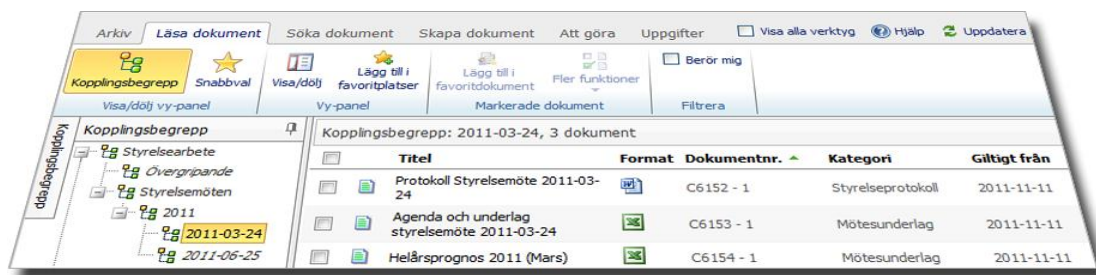 Arkiv Läsa dokument Söka dokument Skapa dokument Att göra Uppgifter Visa alla verktyg Hjälp Uppdatera
Kopplingsbegrepp Snabbval Visa/dölj Lägg till i favoritplatser Lägg till i favoritdokument Fler funktioner Berör mig
Visa/dölj vy-panel Vy-panel Markerade dokument Filtrera
Kopplingsbegrepp
Kopplingsbegrepp
Styrelsearbete
Övergripande
Styrelsemöten
2011
2011-03-24
2011-06-25
Kopplingsbegrepp: 2011-03-24, 3 dokument
Titel Format Dokumentnr. Kategori Giltigt från
Protokoll Styrelsemöte 2011-03-
24 C6152 - 1 Styrelseprotokoll 2011-11-11
Agenda och underlag
styrelsemöte 2011-03-24 C6153 - 1 Mötesunderlag 2011-11-11
Helårsprognos 2011 (Mars) C6154 - 1 Mötesunderlag 2011-11-11